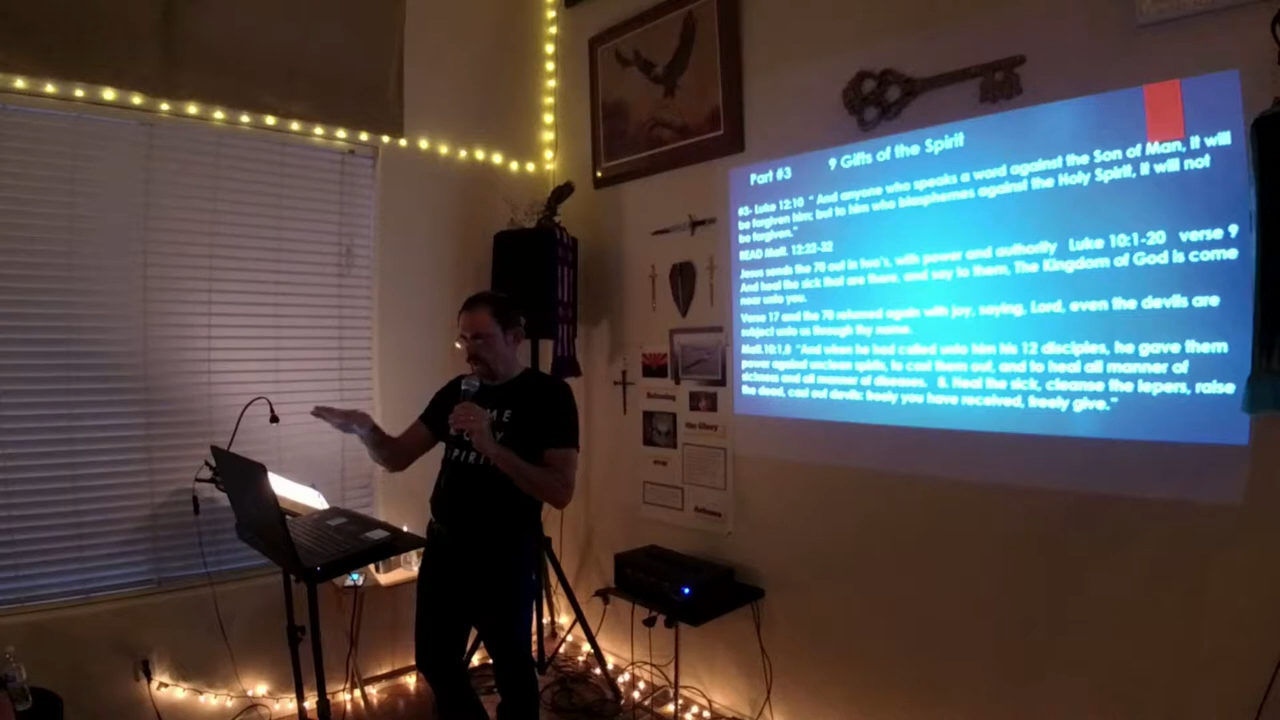 Part #3 9 Gifts of the Spirit
#3- Luke 12:10 " And anyone who speaks a word against the Son of Man, it will
be forgiven him; but to him who blasphemes against the Holy Spirit, it will not
be forgiven."
READ Matt. 12:22-32
Jesus sends the 70 out in two's, with power and authority Luke 10:1-20 verse 9
And heal the sick that are there, and say to them, The Kingdom of God is come
near unto you.
Verse 17 and the 70 returned again with joy, saying, Lord, even the devils are
subject unto us through thy name.
Matt.10:1,8 "And when he had called unto him his 12 disciples, he gave them
power against unclean spirits, to cast them out, and to heal all manner of
sickness and all manner of diseases. 8. Heal the sick, cleanse the lepers, raise
the dead, cast out devils: freely you have received, freely give."
COME
HOLY
SPIRIT
His Glory